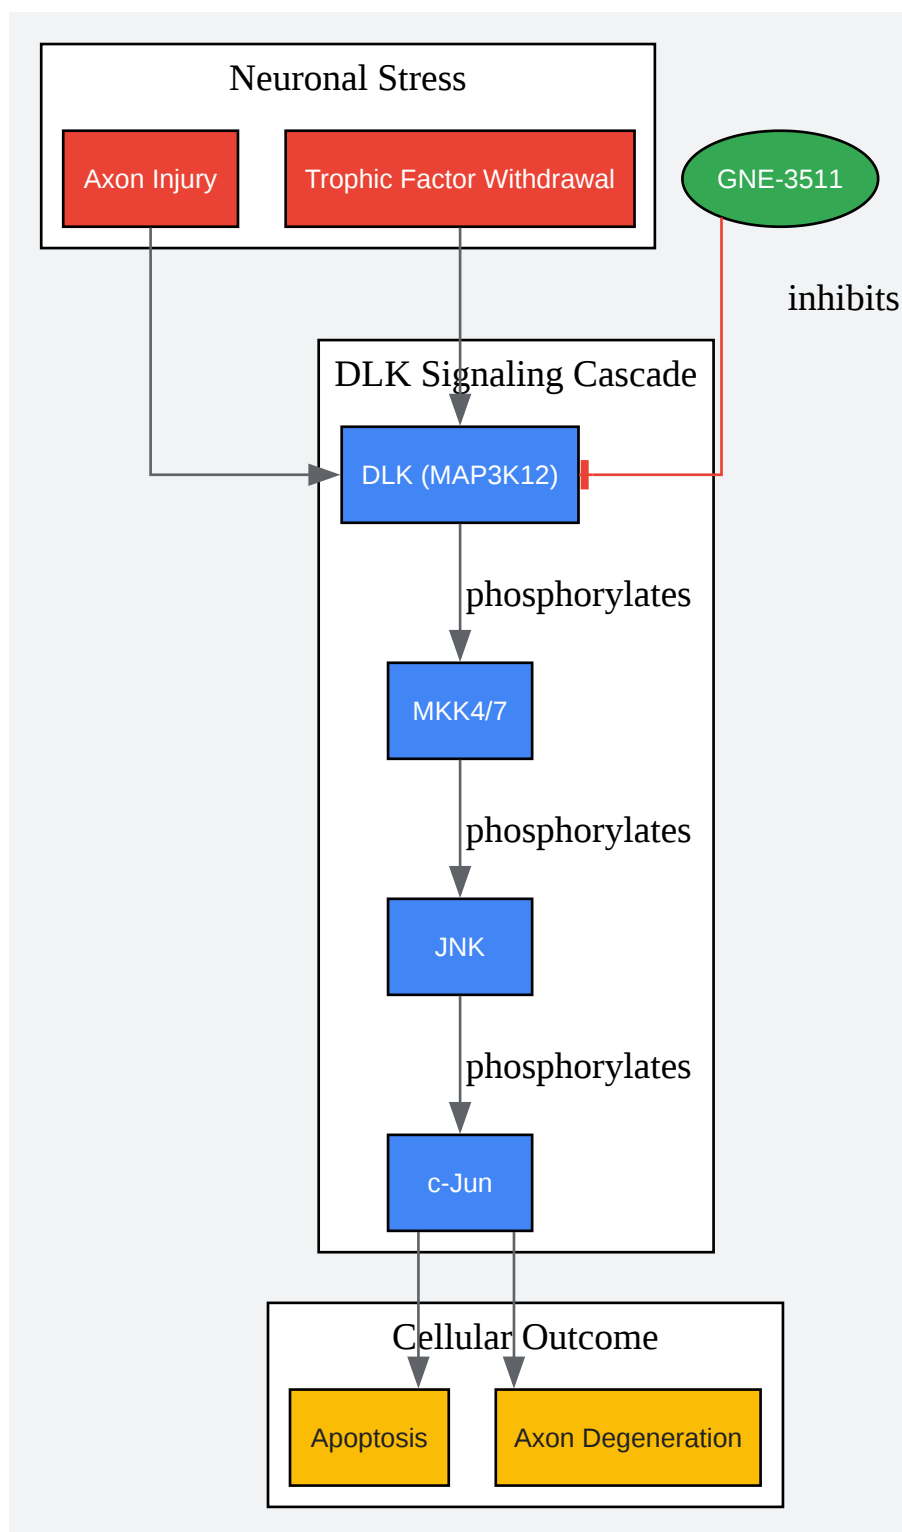 Neuronal Stress
Axon Injury
Trophic Factor Withdrawal
GNE-3511
inhibits
DLK Signaling Cascade
DLK (MAP3K12)
phosphorylates
MKK4/7
phosphorylates
JNK
phosphorylates
c-Jun
Cellular Outcome
Apoptosis
Axon Degeneration